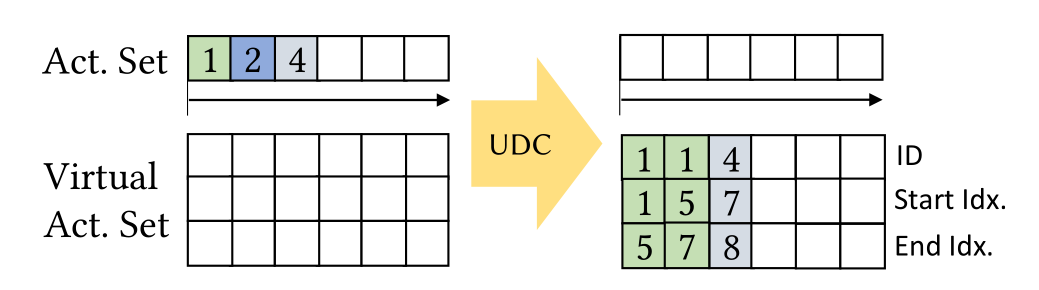 Act. Set 1 2 4
UDC
Virtual
Act. Set
1 1 4 ID
1 5 7 Start Idx.
5 7 8 End Idx.